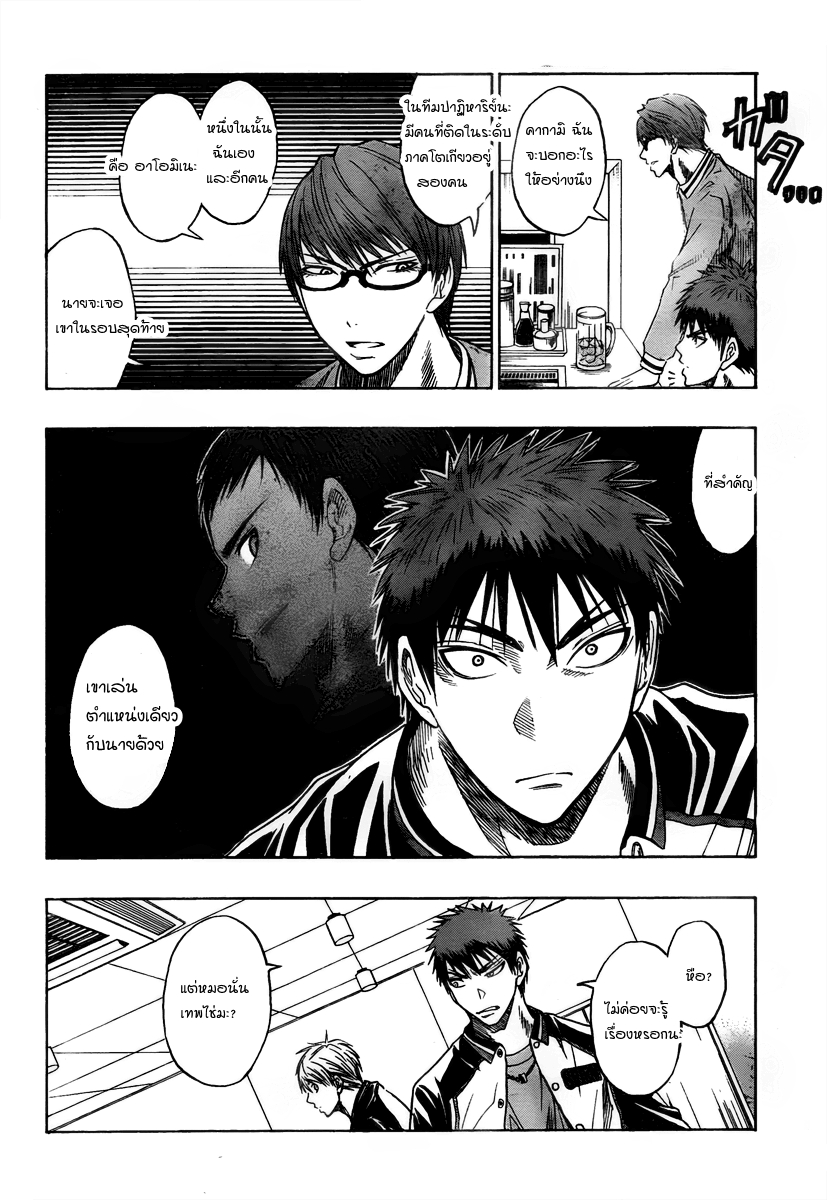 คากามิ ฉัน
จะบอกอะไร
ให้อย่างนึง
ガタ...
ในทีมปาฏิหาริย์น่ะ
มีคนที่ติดในระดับ
ภาคโตเกียวอยู่
สองคน
หนึ่งในนั้น
ฉันเอง
และอีกคน
คือ อาโอมิเนะ
นายจะเจอ
เขาในรอบสุดท้าย
ที่สำคัญ
เขาเล่น
ตำแหน่งเดียว
กับนายด้วย
หือ?
ไม่ค่อยจะรู้
เรื่องหรอกนะ
แต่หมอนั่น
เทพใช่มะ?